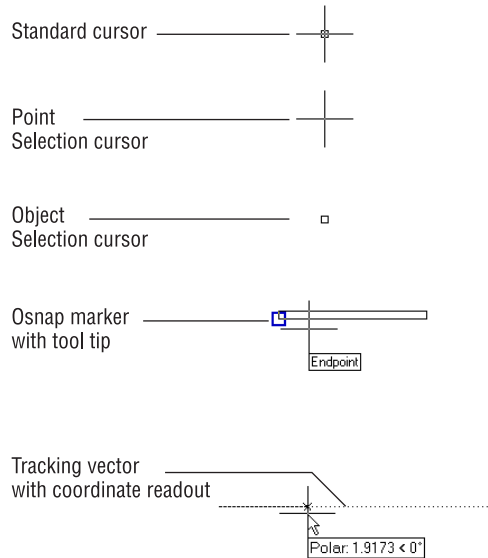 Standard cursor
Point
Selection cursor
Object
Selection cursor
Osnap marker
with tool tip
Endpoint
Tracking vector
with coordinate readout
Polar: 1.9173 < 0°